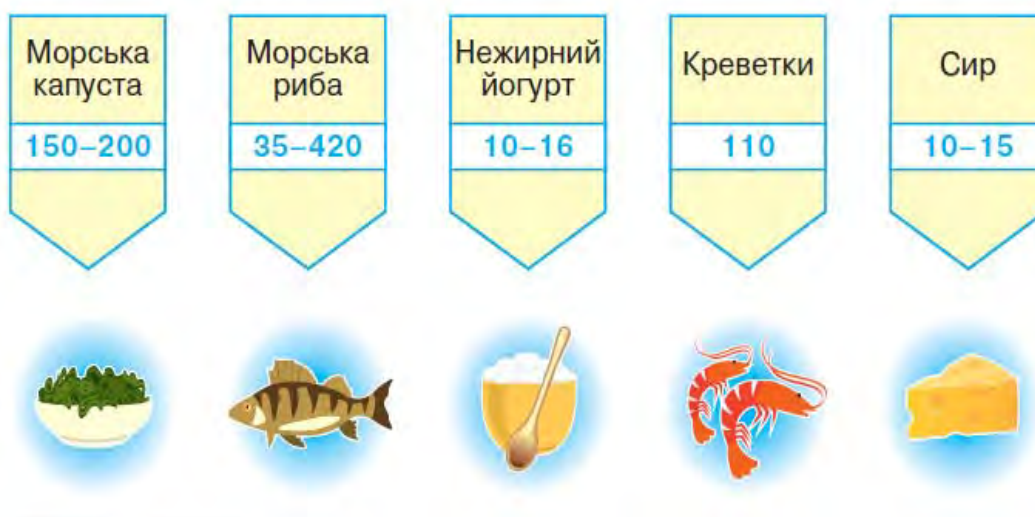 Морська
капуста
150–200
Морська
риба
35–420
Нежирний
йогурт
10–16
Креветки
110
Сир
10–15